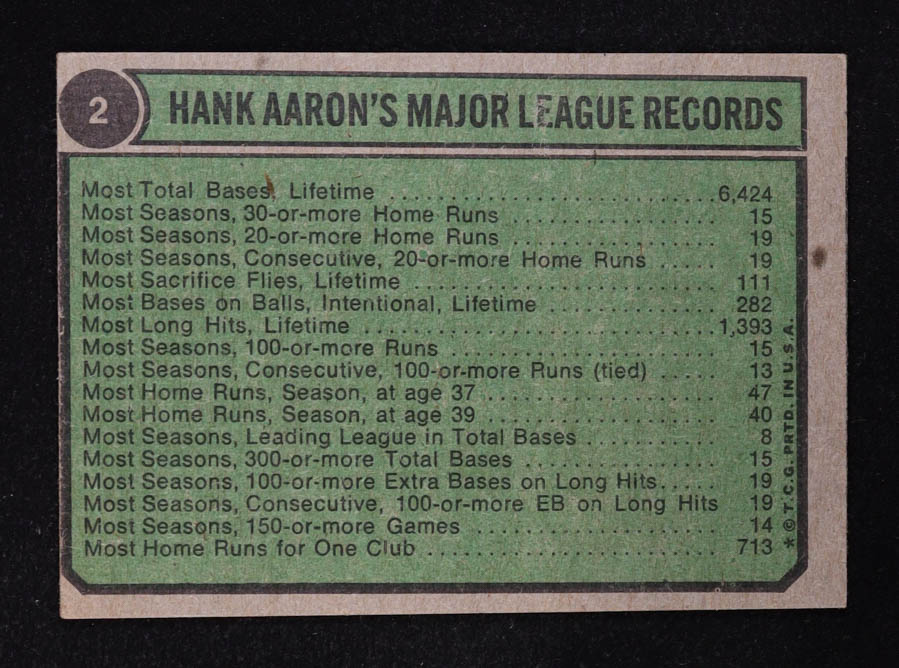 2
HANK AARON'S MAJOR LEAGUE RECORDS
Most Total Bases, Lifetime ............................ 6,424
Most Seasons, 30-or-more Home Runs .................. 15
Most Seasons, 20-or-more Home Runs .................. 19
Most Seasons, Consecutive, 20-or-more Home Runs ..... 19
Most Sacrifice Flies, Lifetime .......................... 111
Most Bases on Balls, Intentional, Lifetime ............... 282
Most Long Hits, Lifetime .............................. 1,393
Most Seasons, 100-or-more Runs ....................... 15
Most Seasons, Consecutive, 100-or-more Runs (tied) ..... 13
Most Home Runs, Season, at age 37 .................... 47
Most Home Runs, Season, at age 39 .................... 40
Most Seasons, Leading League in Total Bases ........... 8
Most Seasons, 300-or-more Total Bases ................. 15
Most Seasons, 100-or-more Extra Bases on Long Hits..... 19
Most Seasons, Consecutive, 100-or-more EB on Long Hits 19
Most Seasons, 150-or-more Games ..................... 14
Most Home Runs for One Club ......................... 713
* © T.C.G. PRTD. IN U.S.A.